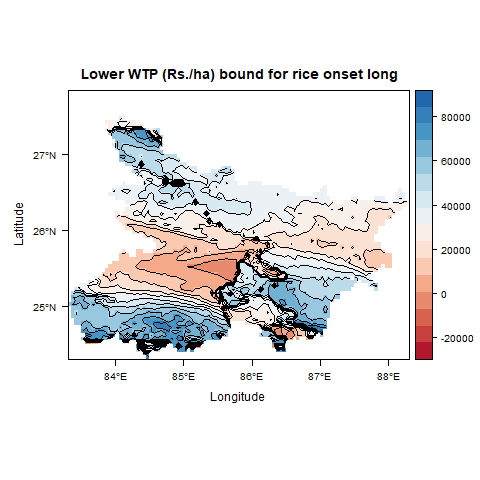 Lower WTP (Rs./ha) bound for rice onset long
80000
60000
40000
20000
0
-20000
27°N
26°N
25°N
Latitude
84°E 85°E 86°E 87°E 88°E
Longitude